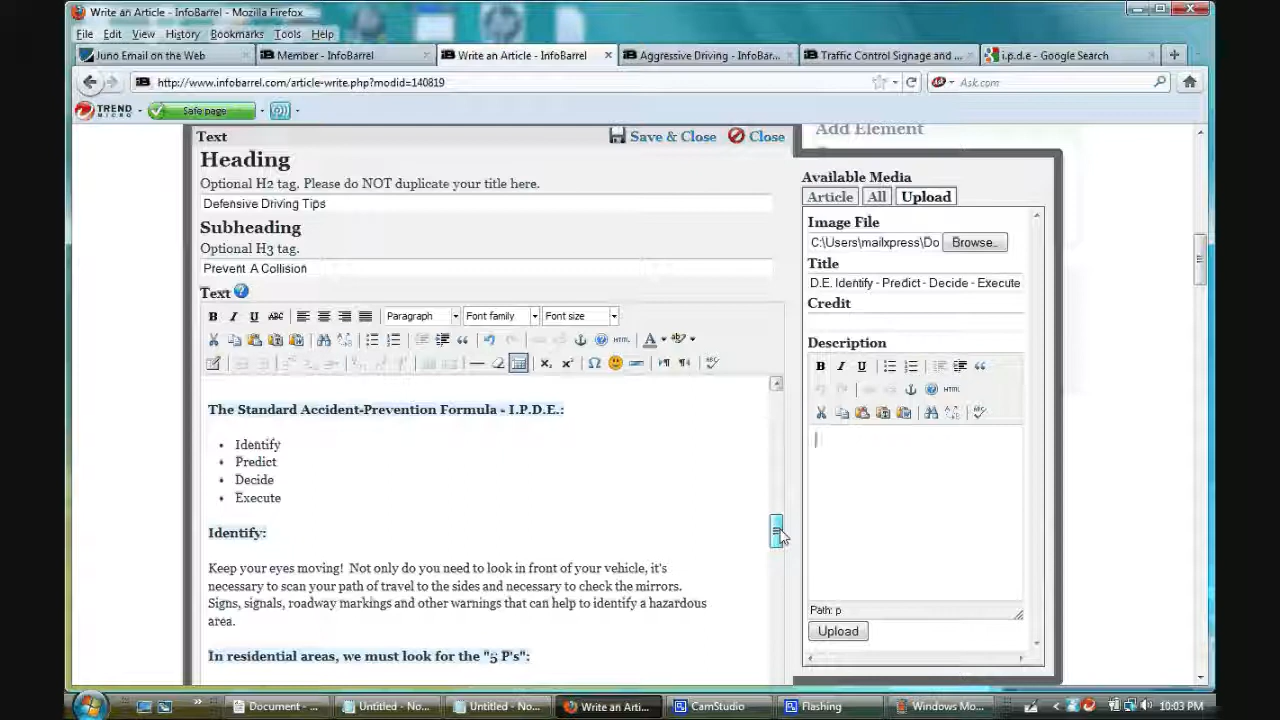 Write an Article - InfoBarrel - Mozilla Firefox
File Edit View History Bookmarks Tools Help
Juno Email on the Web
Member - InfoBarrel
Write an Article - InfoBarrel
Aggressive Driving - InfoBar...
Traffic Control Signage and ...
i.p.d.e - Google Search
http://www.infobarrel.com/article-write.php?modid=140819
Ask.com
TREND MICRO
Safe page
Text
Save & Close
Close
Add Element
Heading
Optional H2 tag. Please do NOT duplicate your title here.
Defensive Driving Tips
Subheading
Optional H3 tag.
Prevent A Collision
Text
B I U ABC
Paragraph
Font family
Font size
HTML
The Standard Accident-Prevention Formula - I.P.D.E.:
• Identify
• Predict
• Decide
• Execute
Identify:
Keep your eyes moving! Not only do you need to look in front of your vehicle, it's
necessary to scan your path of travel to the sides and necessary to check the mirrors.
Signs, signals, roadway markings and other warnings that can help to identify a hazardous
area.
In residential areas, we must look for the "5 P's":
Available Media
Article All Upload
Image File
C:\Users\mailxpress\Do Browse..
Title
D.E. Identify - Predict - Decide - Execute
Credit
Description
B I U
HTML
Path: p
Upload
Document - ...
Untitled - No...
Untitled - No...
Write an Arti...
CamStudio
Flashing
Windows Mo...
10:03 PM